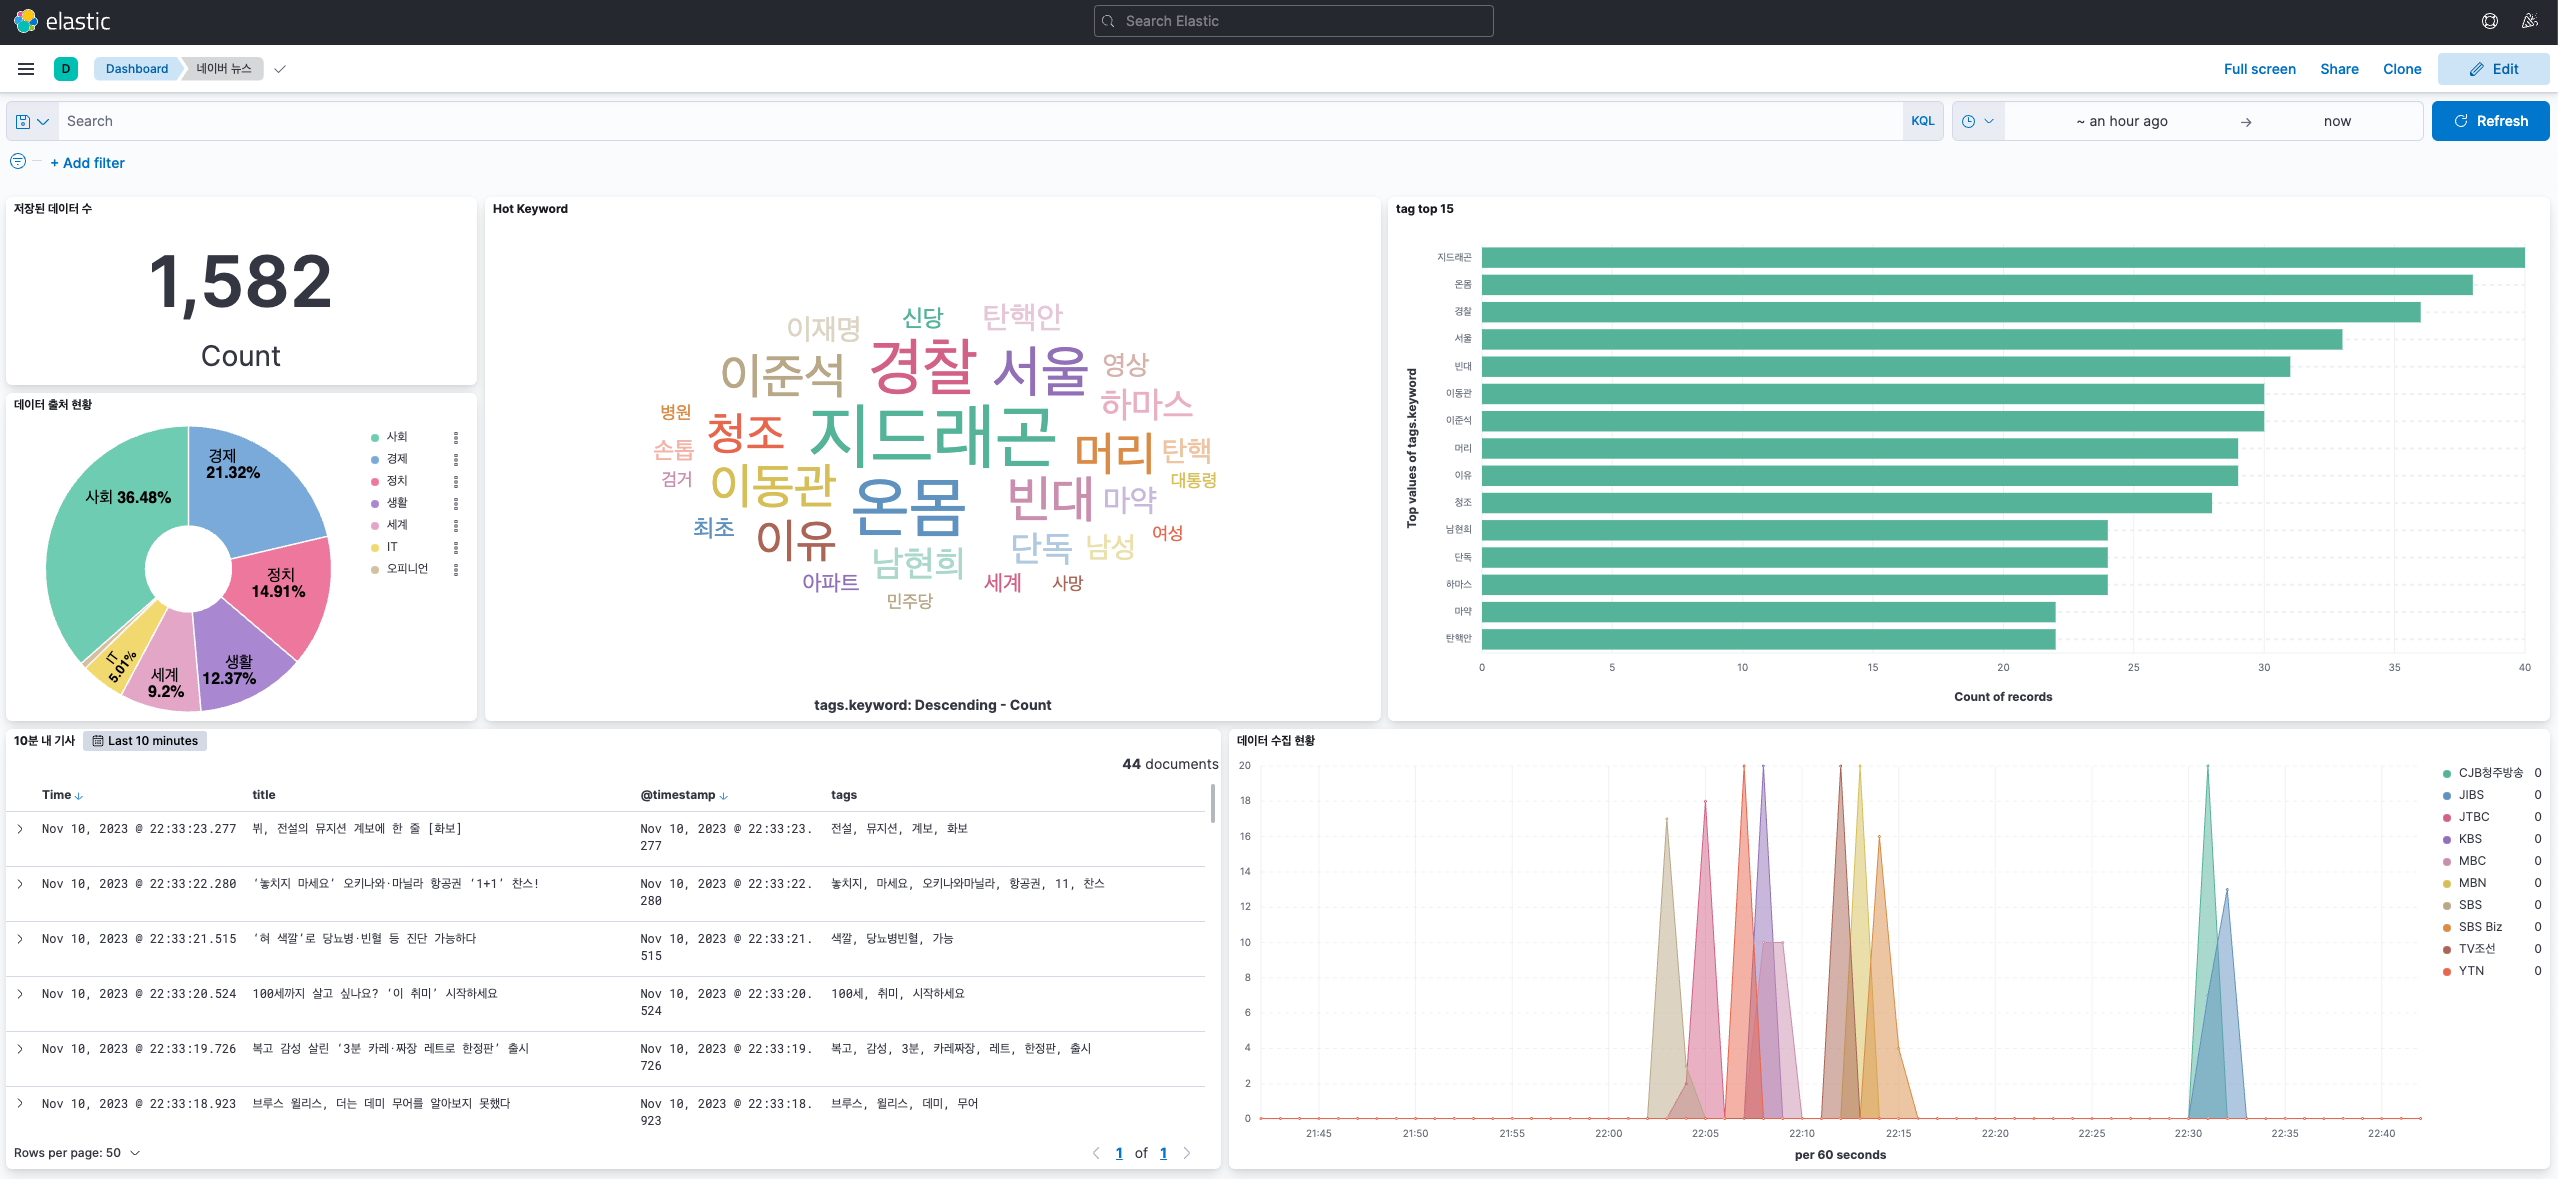 elastic
Search Elastic
D
Dashboard
네이버 뉴스
Full screen
Share
Clone
Edit
Search
KQL
~ an hour ago
→
now
Refresh
+ Add filter
저장된 데이터 수
1,582
Count
데이터 출처 현황
경제
21.32%
사회 36.48%
정치
14.91%
생활
12.37%
세계
9.2%
IT
5.01%
사회
경제
정치
생활
세계
IT
오피니언
Hot Keyword
이재명 신당 탄핵안
이준석 경찰 서울 영상
병원 청조 지드래곤 하마스
손톱 머리 탄핵
검거 이동관 온몸 빈대 마약 대통령
최초 이유 남현희 단독 남성 여성
아파트 세계 사망
민주당
tags.keyword: Descending - Count
tag top 15
Top values of tags.keyword
지드래곤
온몸
경찰
서울
빈대
이동관
이준석
머리
이유
청조
남현희
단독
하마스
마약
탄핵안
0 5 10 15 20 25 30 35 40
Count of records
10분 내 기사
Last 10 minutes
44 documents
Time title @timestamp tags
Nov 10, 2023 @ 22:33:23.277 뷔, 전설의 뮤지션 계보에 한 줄 [화보] Nov 10, 2023 @ 22:33:23. 전설, 뮤지션, 계보, 화보
277
Nov 10, 2023 @ 22:33:22.280 ‘놓치지 마세요’ 오키나와·마닐라 항공권 ‘1+1’ 찬스! Nov 10, 2023 @ 22:33:22. 놓치지, 마세요, 오키나와마닐라, 항공권, 11, 찬스
280
Nov 10, 2023 @ 22:33:21.515 ‘혀 색깔’로 당뇨병·빈혈 등 진단 가능하다 Nov 10, 2023 @ 22:33:21. 색깔, 당뇨병빈혈, 가능
515
Nov 10, 2023 @ 22:33:20.524 100세까지 살고 싶나요? ‘이 취미’ 시작하세요 Nov 10, 2023 @ 22:33:20. 100세, 취미, 시작하세요
524
Nov 10, 2023 @ 22:33:19.726 복고 감성 살린 ‘3분 카레·짜장 레트로 한정판’ 출시 Nov 10, 2023 @ 22:33:19. 복고, 감성, 3분, 카레짜장, 레트, 한정판, 출시
726
Nov 10, 2023 @ 22:33:18.923 브루스 윌리스, 더는 데미 무어를 알아보지 못했다 Nov 10, 2023 @ 22:33:18. 브루스, 윌리스, 데미, 무어
923
Rows per page: 50
1 of 1
데이터 수집 현황
20
18
16
14
12
10
8
6
4
2
0
21:45 21:50 21:55 22:00 22:05 22:10 22:15 22:20 22:25 22:30 22:35 22:40
per 60 seconds
CJB청주방송 0
JIBS 0
JTBC 0
KBS 0
MBC 0
MBN 0
SBS 0
SBS Biz 0
TV조선 0
YTN 0